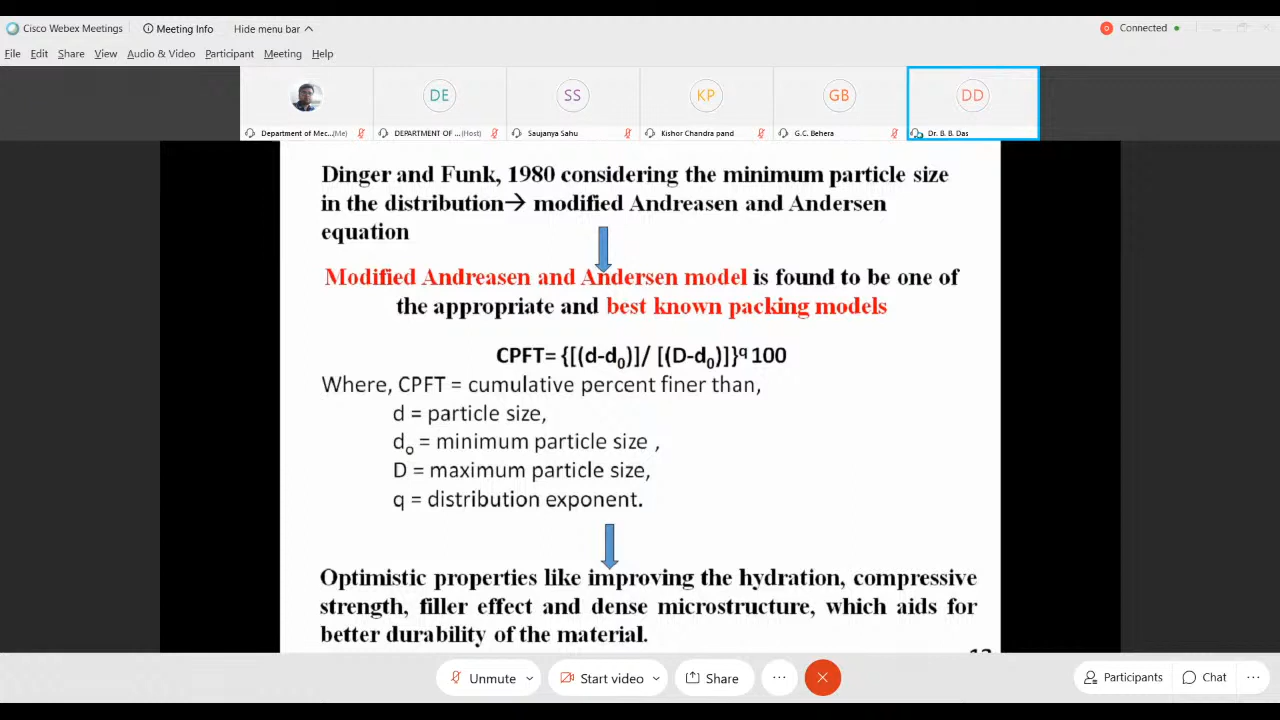 Cisco Webex Meetings Meeting Info Hide menu bar Connected
File Edit Share View Audio & Video Participant Meeting Help
DE SS KP GB DD
Department of Mec... (Me) DEPARTMENT OF ... (Host) Saujanya Sahu Kishor Chandra pand G.C. Behera Dr. B. B. Das
Dinger and Funk, 1980 considering the minimum particle size
in the distribution→ modified Andreasen and Andersen
equation
Modified Andreasen and Andersen model is found to be one of
the appropriate and best known packing models
CPFT= {[(d-d₀)]/ [(D-d₀)]}q 100
Where, CPFT = cumulative percent finer than,
d = particle size,
do = minimum particle size ,
D = maximum particle size,
q = distribution exponent.
Optimistic properties like improving the hydration, compressive
strength, filler effect and dense microstructure, which aids for
better durability of the material.
Unmute Start video Share ... Participants Chat ...